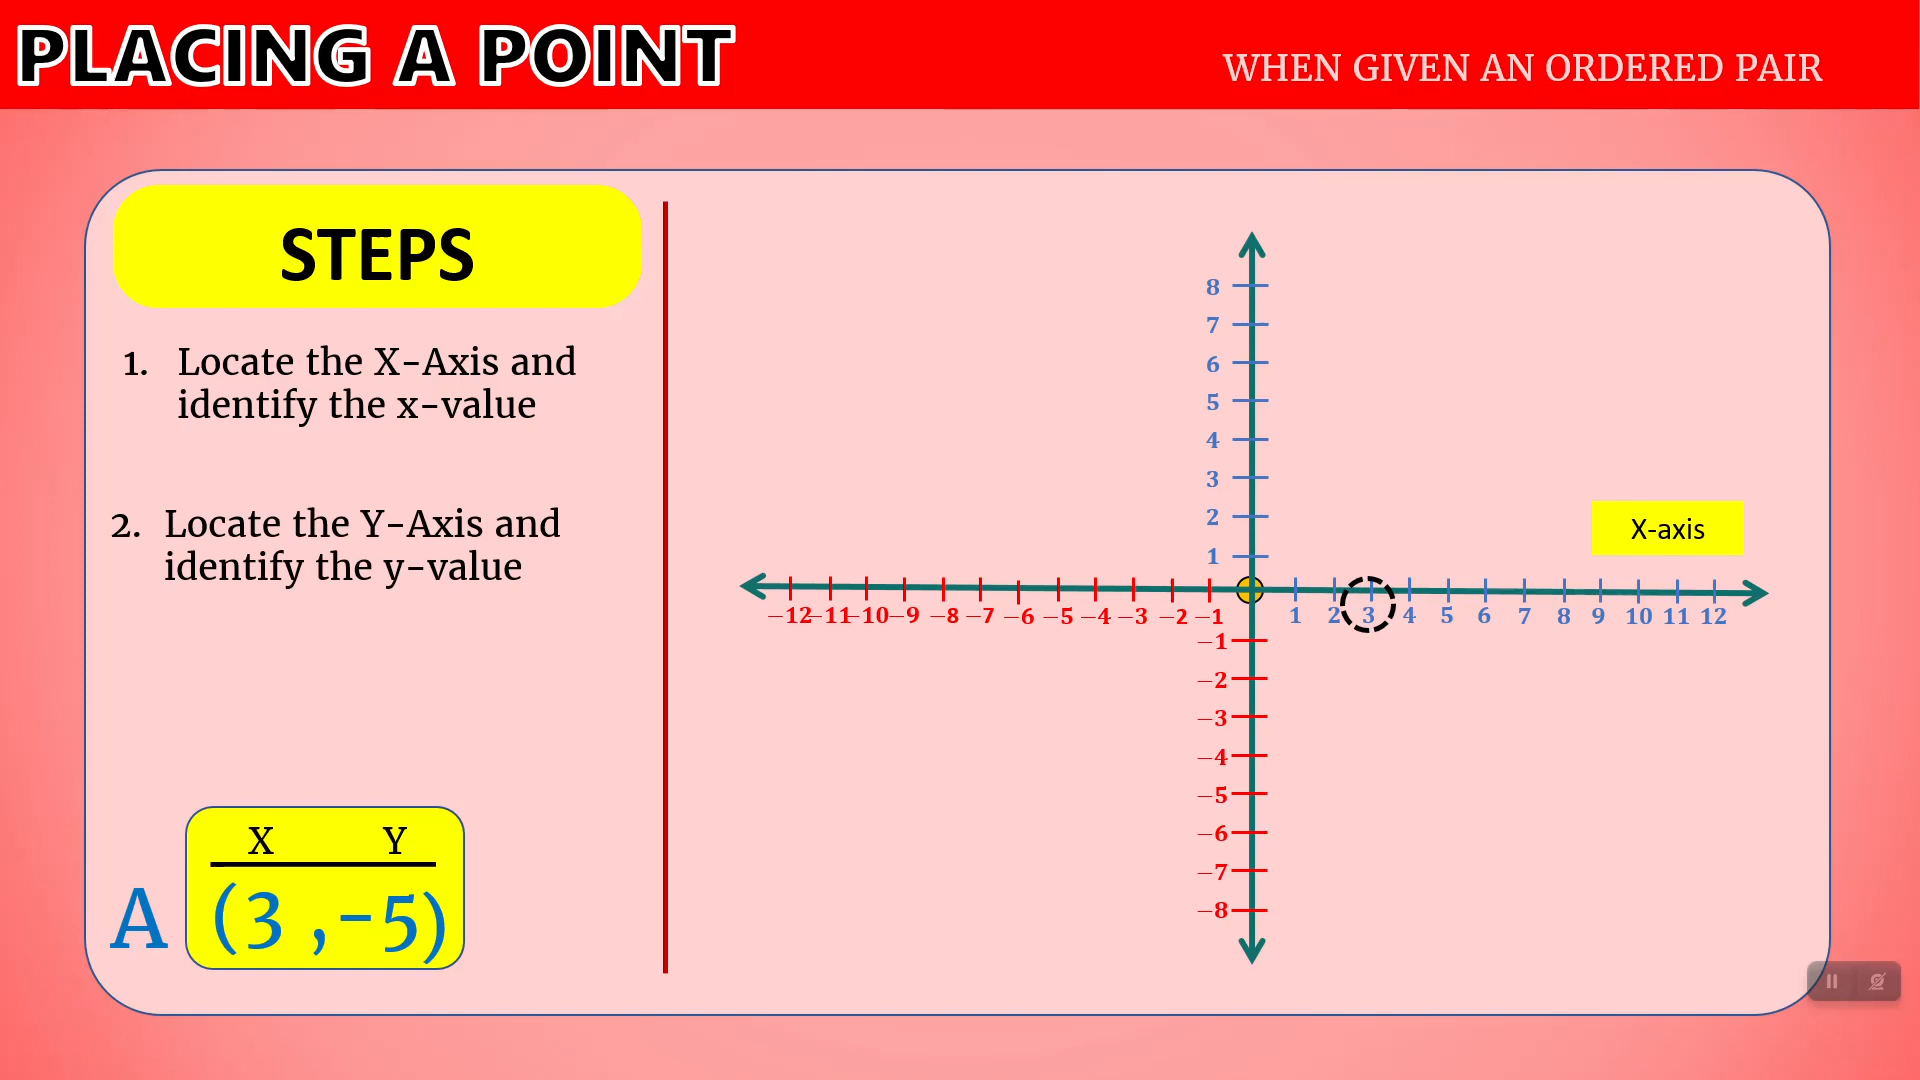 PLACING A POINT
WHEN GIVEN AN ORDERED PAIR
STEPS
1. Locate the X-Axis and
identify the x-value
2. Locate the Y-Axis and
identify the y-value
X Y
A (3 ,-5)
8
7
6
5
4
3
2
1
X-axis
−12 −11 −10 −9 −8 −7 −6 −5 −4 −3 −2 −1 1 2 3 4 5 6 7 8 9 10 11 12
−1
−2
−3
−4
−5
−6
−7
−8